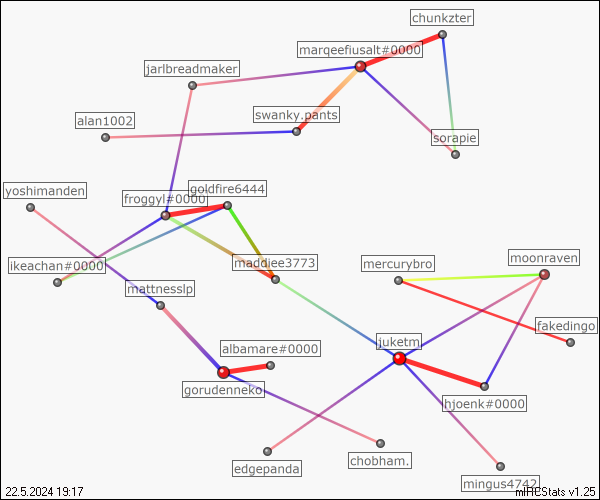 chunkzter
marqeefiusalt#0000
jarlbreadmaker
swanky.pants
alan1002
sorapie
yoshimanden
goldfire6444
froggyl#0000
moonraven
ikeachan#0000
maddiee3773
mercurybro
mattnesslp
fakedingo
juketm
albamare#0000
gorudenneko
hjoenk#0000
edgepanda
chobham.
mingus4742
22.5.2024 19:17
mIRCStats v1.25